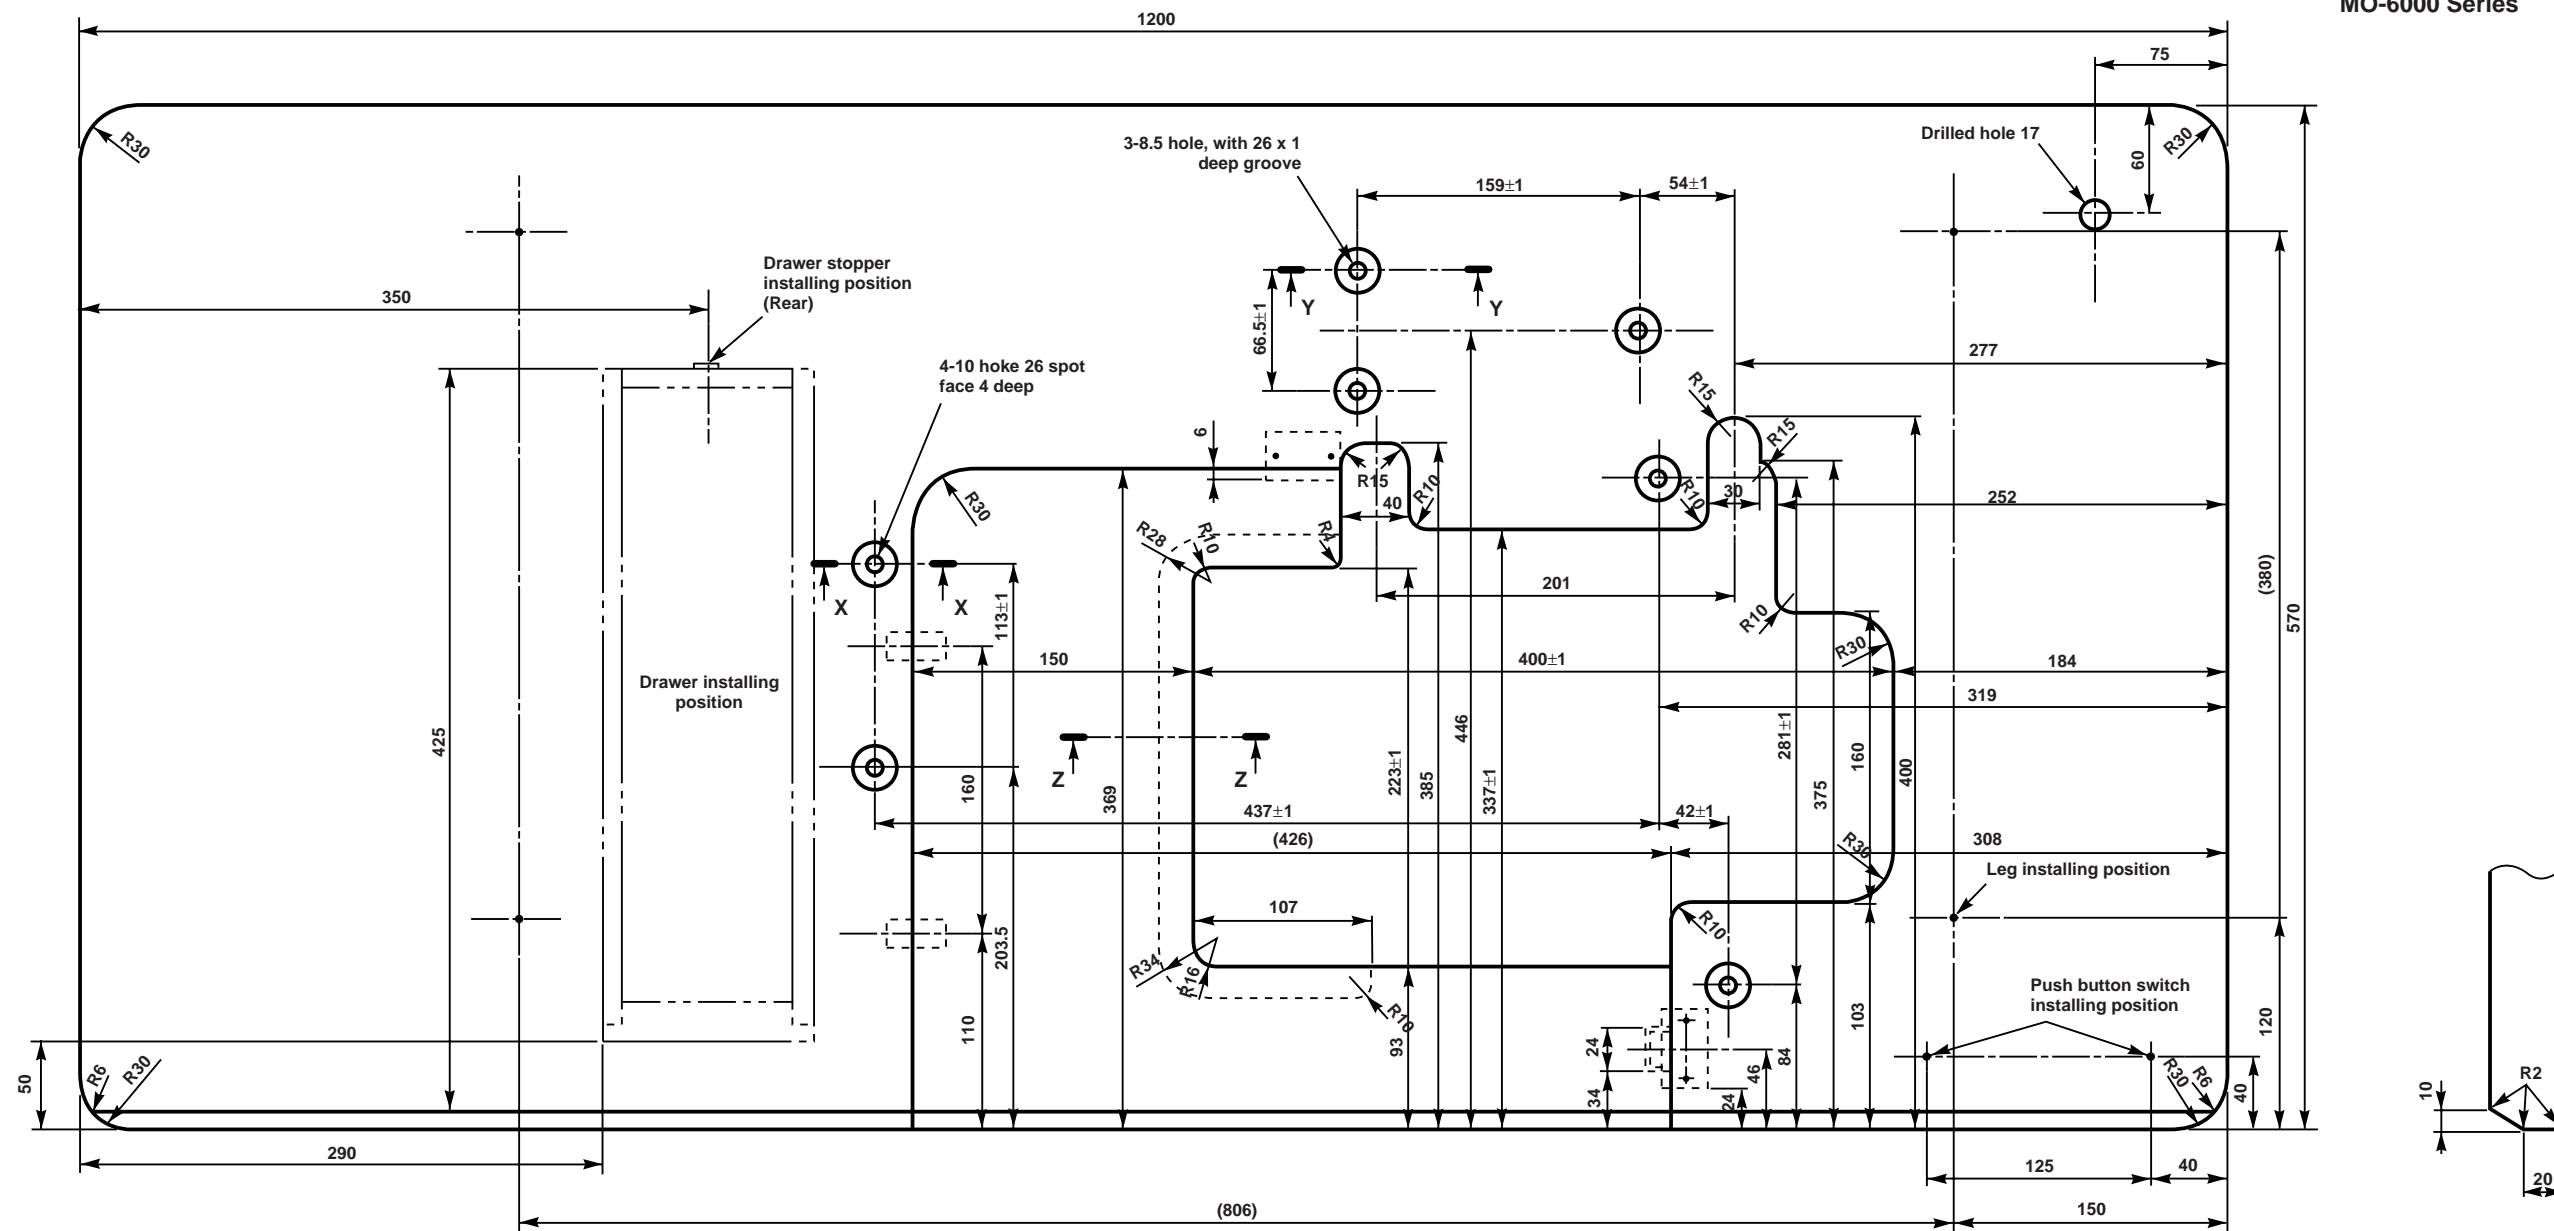 MO-6000 Series
1200
75
R30
3-8.5 hole, with 26 x 1
deep groove
Drilled hole 17
R30
60
159±1
54±1
Drawer stopper
installing position
(Rear)
350
Y
Y
66.5±1
277
4-10 hoke 26 spot
face 4 deep
R15
R15
6
R15
R10
R10
30
40
252
R30
R28
R10
R4
(380)
570
201
X
X
113±1
R10
R30
150
400±1
184
Drawer installing
position
319
425
446
281±1
Z
Z
160
369
223±1
385
337±1
375
160
400
437±1
42±1
(426)
308
R30
Leg installing position
107
R10
203.5
R34
R16
R10
110
93
Push button switch
installing position
103
120
24
84
46
34
24
40
50
R6
R30
R30
R6
10
R2
290
125
40
20
(806)
150